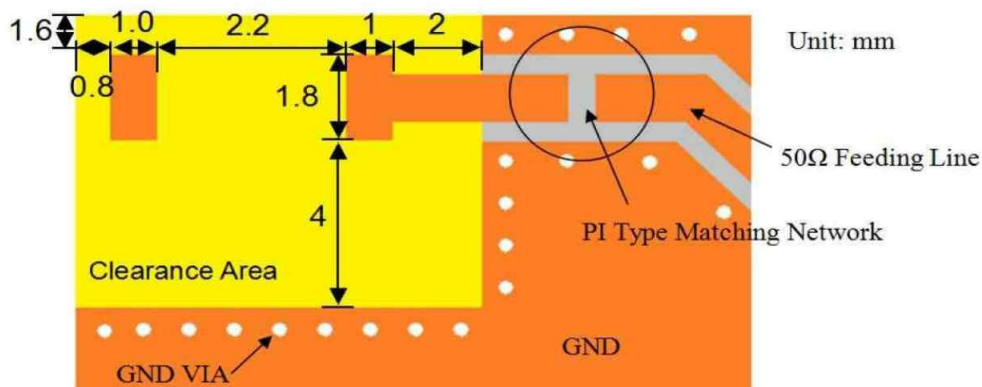 1.6
1.0
2.2
1
2
Unit: mm
0.8
1.8
50Ω Feeding Line
4
PI Type Matching Network
Clearance Area
GND
GND VIA